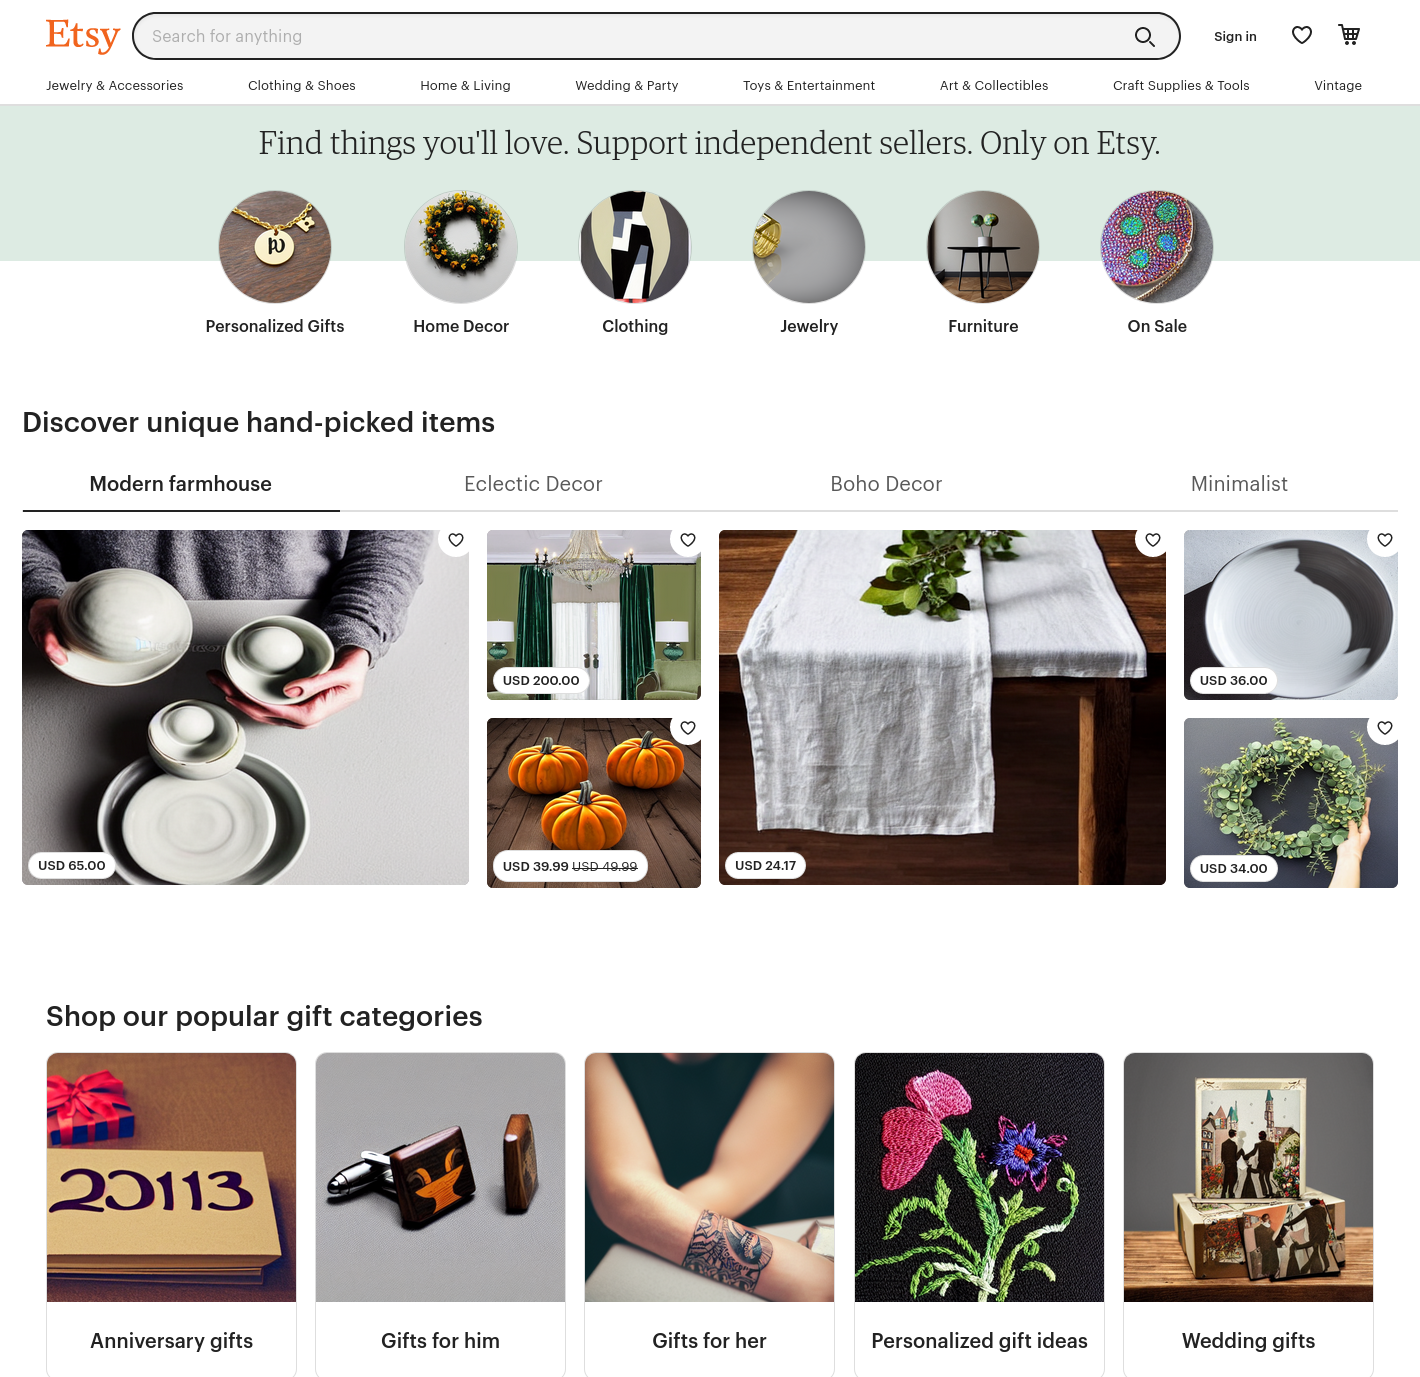 Etsy
Search for anything
Sign in
Jewelry & Accessories
Clothing & Shoes
Home & Living
Wedding & Party
Toys & Entertainment
Art & Collectibles
Craft Supplies & Tools
Vintage
Find things you'll love. Support independent sellers. Only on Etsy.
Personalized Gifts
Home Decor
Clothing
Jewelry
Furniture
On Sale
Discover unique hand-picked items
Modern farmhouse
Eclectic Decor
Boho Decor
Minimalist
USD 65.00
USD 200.00
USD 39.99 USD 49.99
USD 24.17
USD 36.00
USD 34.00
Shop our popular gift categories
20113
Anniversary gifts
Gifts for him
Gifts for her
Personalized gift ideas
Wedding gifts